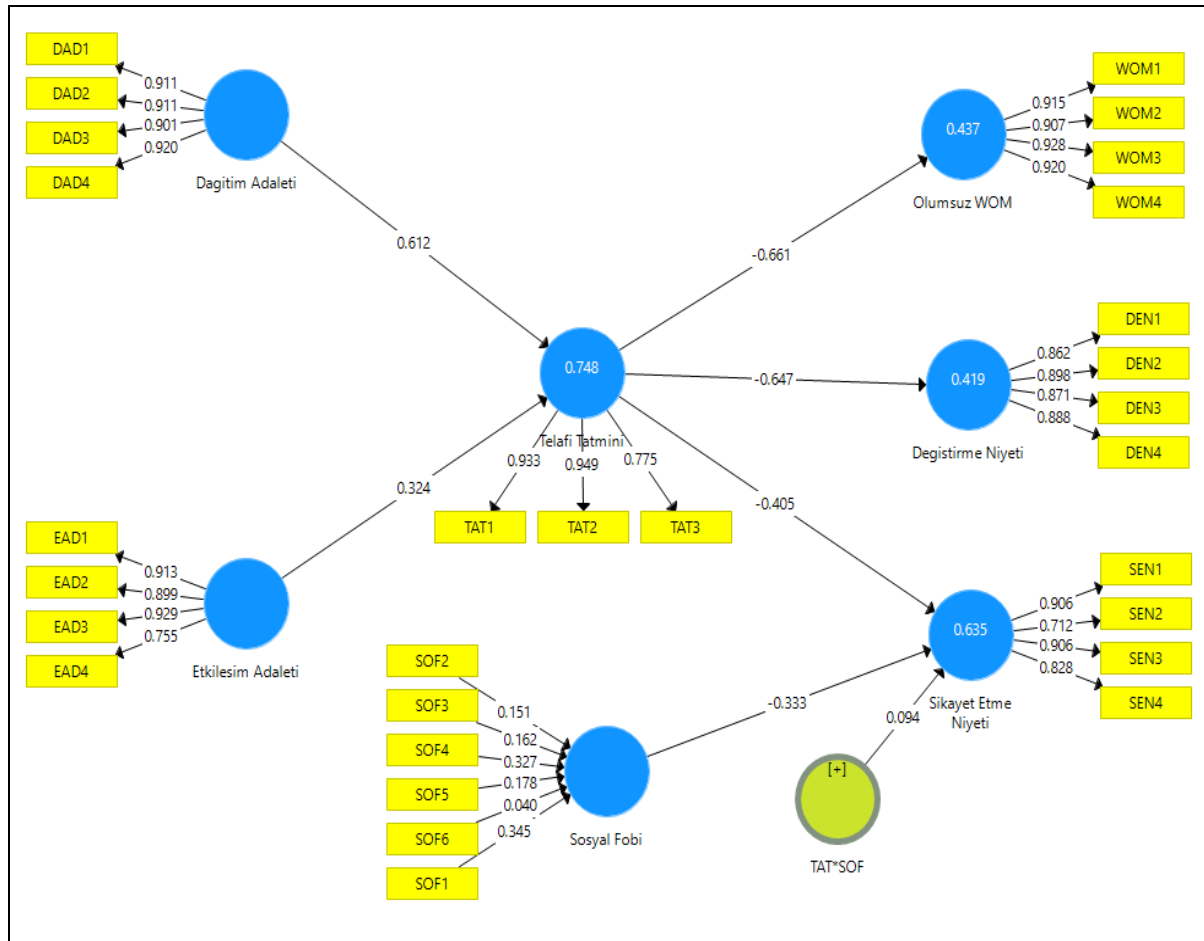 DAD1
DAD2
DAD3
DAD4
0.911
0.911
0.901
0.920
Dagitim Adaleti
0.612
EAD1
EAD2
EAD3
EAD4
0.913
0.899
0.929
0.755
Etkilesim Adaleti
0.324
0.748
Telafi Tatmini
0.933
0.949
0.775
TAT1
TAT2
TAT3
-0.661
-0.647
-0.405
0.437
Olumsuz WOM
0.915
0.907
0.928
0.920
WOM1
WOM2
WOM3
WOM4
0.419
Degistirme Niyeti
0.862
0.898
0.871
0.888
DEN1
DEN2
DEN3
DEN4
SOF2
SOF3
SOF4
SOF5
SOF6
SOF1
0.151
0.162
0.327
0.178
0.040
0.345
Sosyal Fobi
-0.333
0.635
Sikayet Etme
Niyeti
0.906
0.712
0.906
0.828
SEN1
SEN2
SEN3
SEN4
0.094
[+]
TAT*SOF